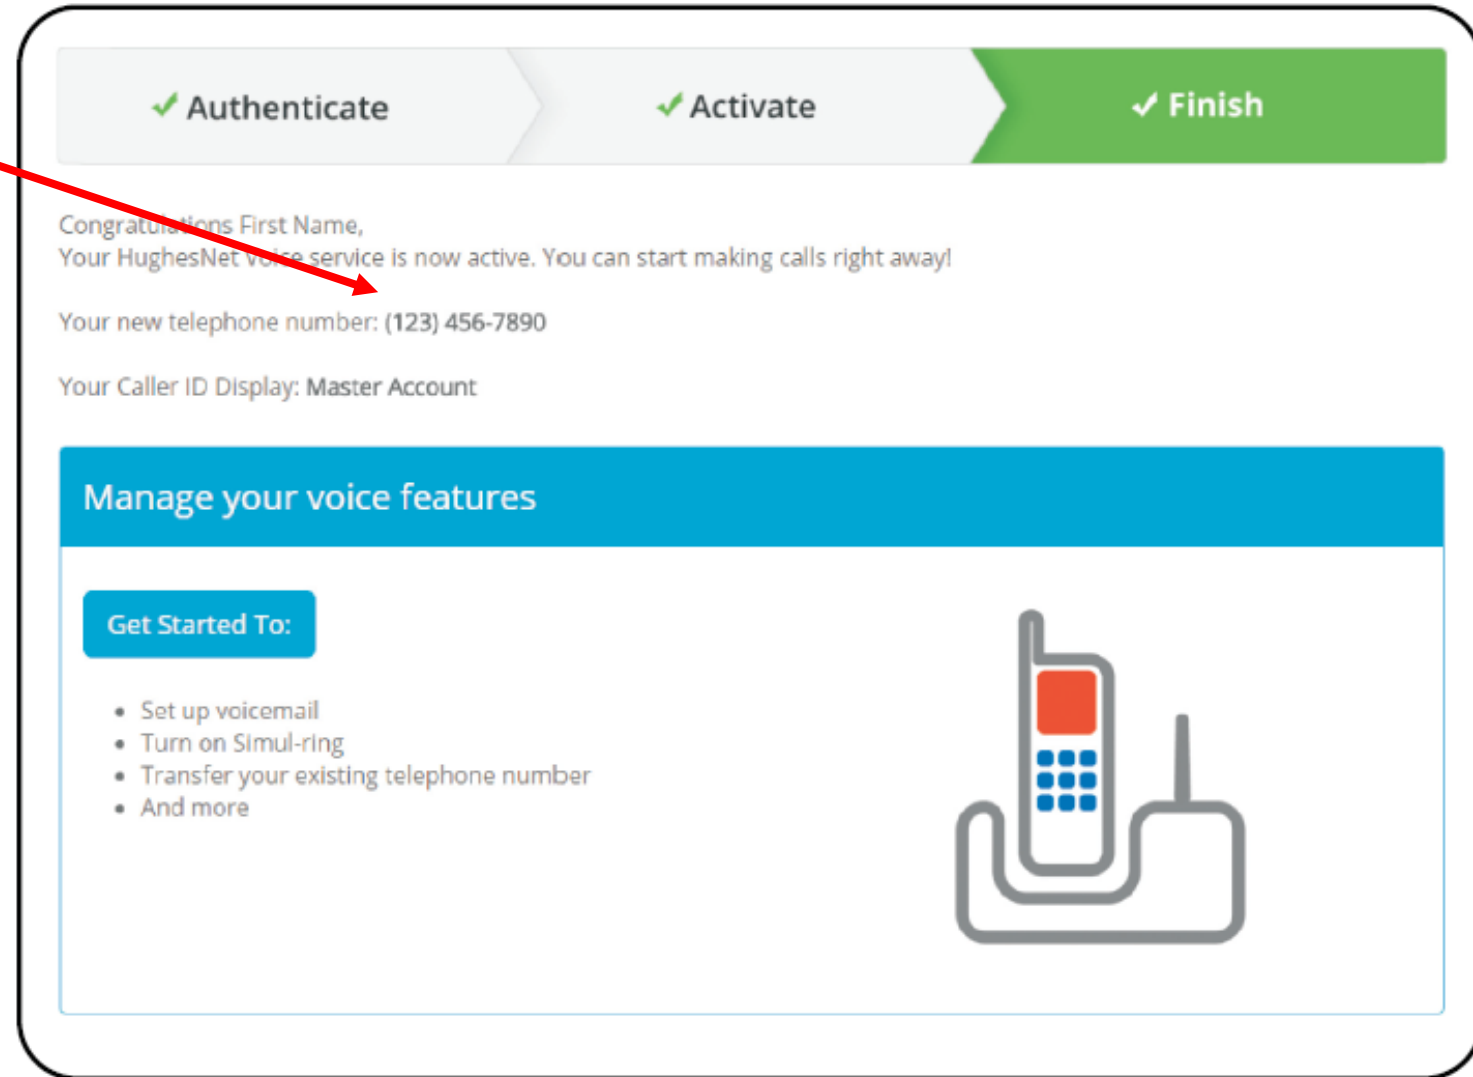 Authenticate
Activate
Finish
Congratulations First Name,
Your HughesNet Voice service is now active. You can start making calls right away!
Your new telephone number: (123) 456-7890
Your Caller ID Display: Master Account
Manage your voice features
Get Started To:
• Set up voicemail
• Turn on Simul-ring
• Transfer your existing telephone number
• And more